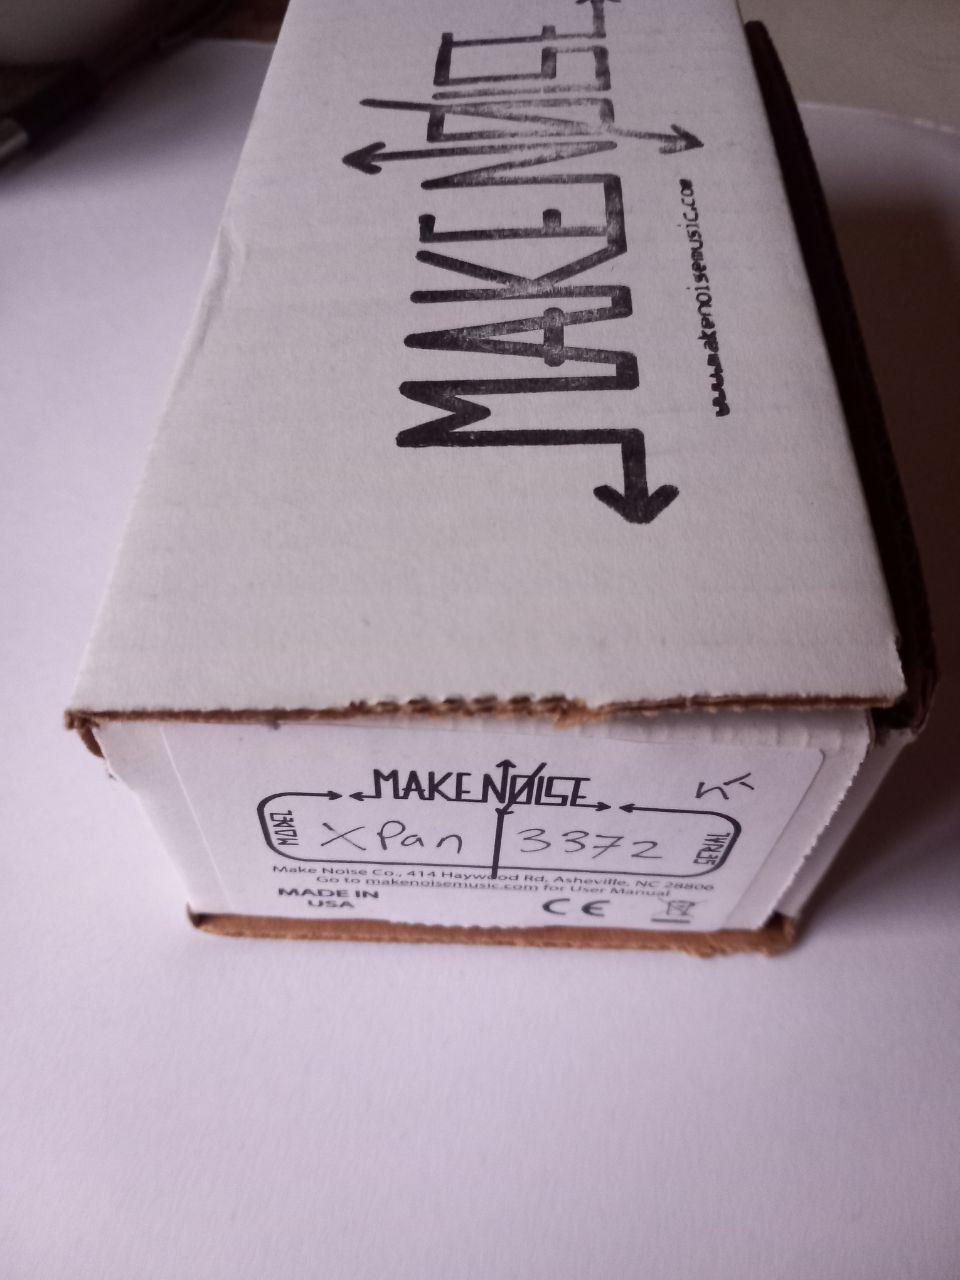 MAKENOISE
www.makenoisemusic.com
MAKENOISE
MODEL
X Pan
3372
SERIAL
Make Noise Co., 414 Haywood Rd, Asheville, NC 28806
Go to makenoisemusic.com for User Manual
MADE IN
USA
CE